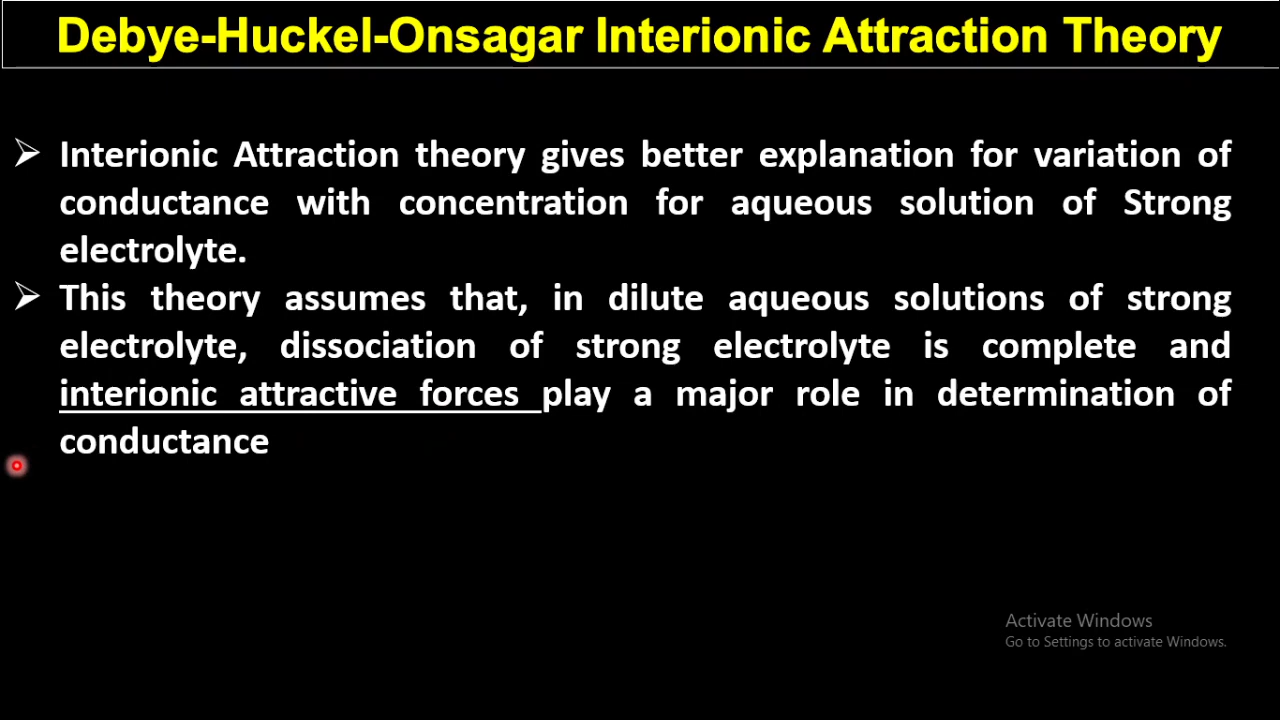 Debye-Huckel-Onsagar Interionic Attraction Theory
Interionic Attraction theory gives better explanation for variation of
conductance with concentration for aqueous solution of Strong
electrolyte.
This theory assumes that, in dilute aqueous solutions of strong
electrolyte, dissociation of strong electrolyte is complete and
interionic attractive forces play a major role in determination of
conductance
Activate Windows
Go to Settings to activate Windows.